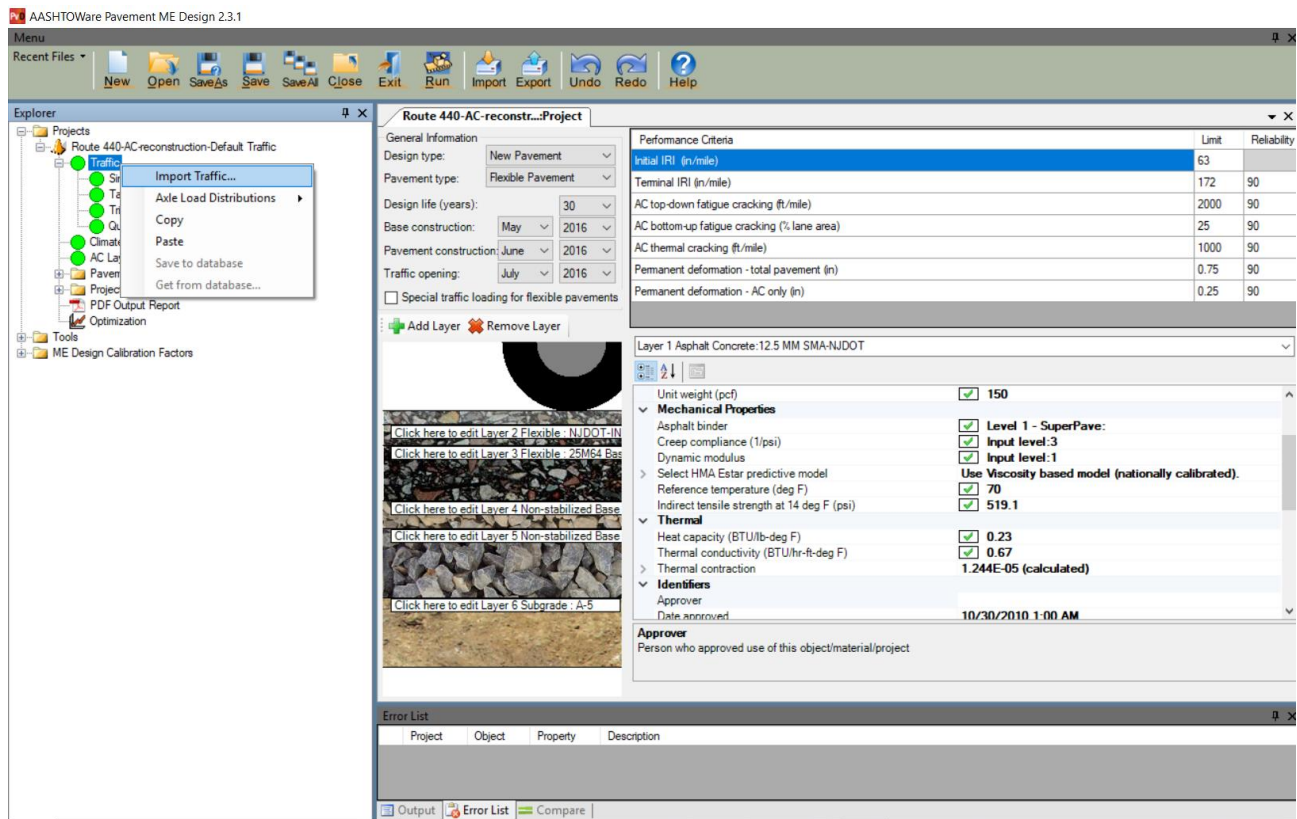 AASHTOWare Pavement ME Design 2.3.1
Menu
Recent Files
New Open SaveAs Save SaveAll Close Exit Run Import Export Undo Redo Help
Explorer
Projects
Route 440-AC-reconstruction-Default Traffic
Traffic
Import Traffic...
Axle Load Distributions
Copy
Paste
Save to database
Get from database...
Climate
AC Lay
Pavem
Projec
PDF Output Report
Optimization
Tools
ME Design Calibration Factors
Route 440-AC-reconstr...:Project
General Information
Design type: New Pavement
Pavement type: Flexible Pavement
Design life (years): 30
Base construction: May 2016
Pavement construction: June 2016
Traffic opening: July 2016
Special traffic loading for flexible pavements
Add Layer Remove Layer
Click here to edit Layer 2 Flexible : NJDOT-IN
Click here to edit Layer 3 Flexible : 25M64 Bas
Click here to edit Layer 4 Non-stabilized Base
Click here to edit Layer 5 Non-stabilized Base
Click here to edit Layer 6 Subgrade : A-5
Performance Criteria Limit Reliability
Initial IRI (in/mile) 63
Terminal IRI (in/mile) 172 90
AC top-down fatigue cracking (ft/mile) 2000 90
AC bottom-up fatigue cracking (% lane area) 25 90
AC thermal cracking (ft/mile) 1000 90
Permanent deformation - total pavement (in) 0.75 90
Permanent deformation - AC only (in) 0.25 90
Layer 1 Asphalt Concrete:12.5 MM SMA-NJDOT
Unit weight (pcf) 150
Mechanical Properties
Asphalt binder Level 1 - SuperPave:
Creep compliance (1/psi) Input level:3
Dynamic modulus Input level:1
Select HMA Estar predictive model Use Viscosity based model (nationally calibrated).
Reference temperature (deg F) 70
Indirect tensile strength at 14 deg F (psi) 519.1
Thermal
Heat capacity (BTU/lb-deg F) 0.23
Thermal conductivity (BTU/hr-ft-deg F) 0.67
Thermal contraction 1.244E-05 (calculated)
Identifiers
Approver
Date approved 10/30/2010 1:00 AM
Approver
Person who approved use of this object/material/project
Error List
Project Object Property Description
Output Error List Compare